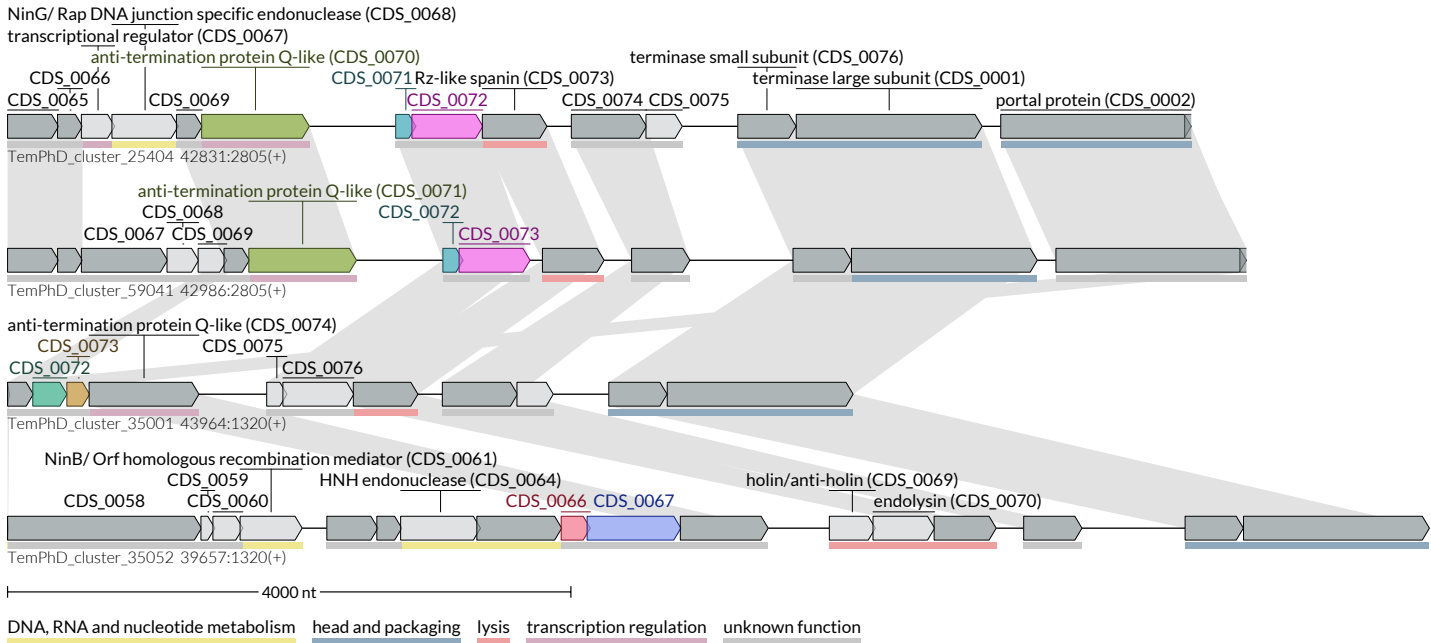 NinG/ Rap DNA junction specific endonuclease (CDS_0068)
transcriptional regulator (CDS_0067)
anti-termination protein Q-like (CDS_0070) terminase small subunit (CDS_0076)
CDS_0066 CDS_0071 Rz-like spanin (CDS_0073) terminase large subunit (CDS_0001)
CDS_0065 CDS_0069 CDS_0072 CDS_0074 CDS_0075 portal protein (CDS_0002)
TemPhD_cluster_25404 42831:2805(+)
anti-termination protein Q-like (CDS_0071)
CDS_0068 CDS_0072
CDS_0067 CDS_0069 CDS_0073
TemPhD_cluster_59041 42986:2805(+)
anti-termination protein Q-like (CDS_0074)
CDS_0073 CDS_0075
CDS_0072 CDS_0076
TemPhD_cluster_35001 43964:1320(+)
NinB/ Orf homologous recombination mediator (CDS_0061)
CDS_0059 HNH endonuclease (CDS_0064) holin/anti-holin (CDS_0069)
CDS_0058 CDS_0060 CDS_0066 CDS_0067 endolysin (CDS_0070)
TemPhD_cluster_35052 39657:1320(+)
4000 nt
DNA, RNA and nucleotide metabolism head and packaging lysis transcription regulation unknown function